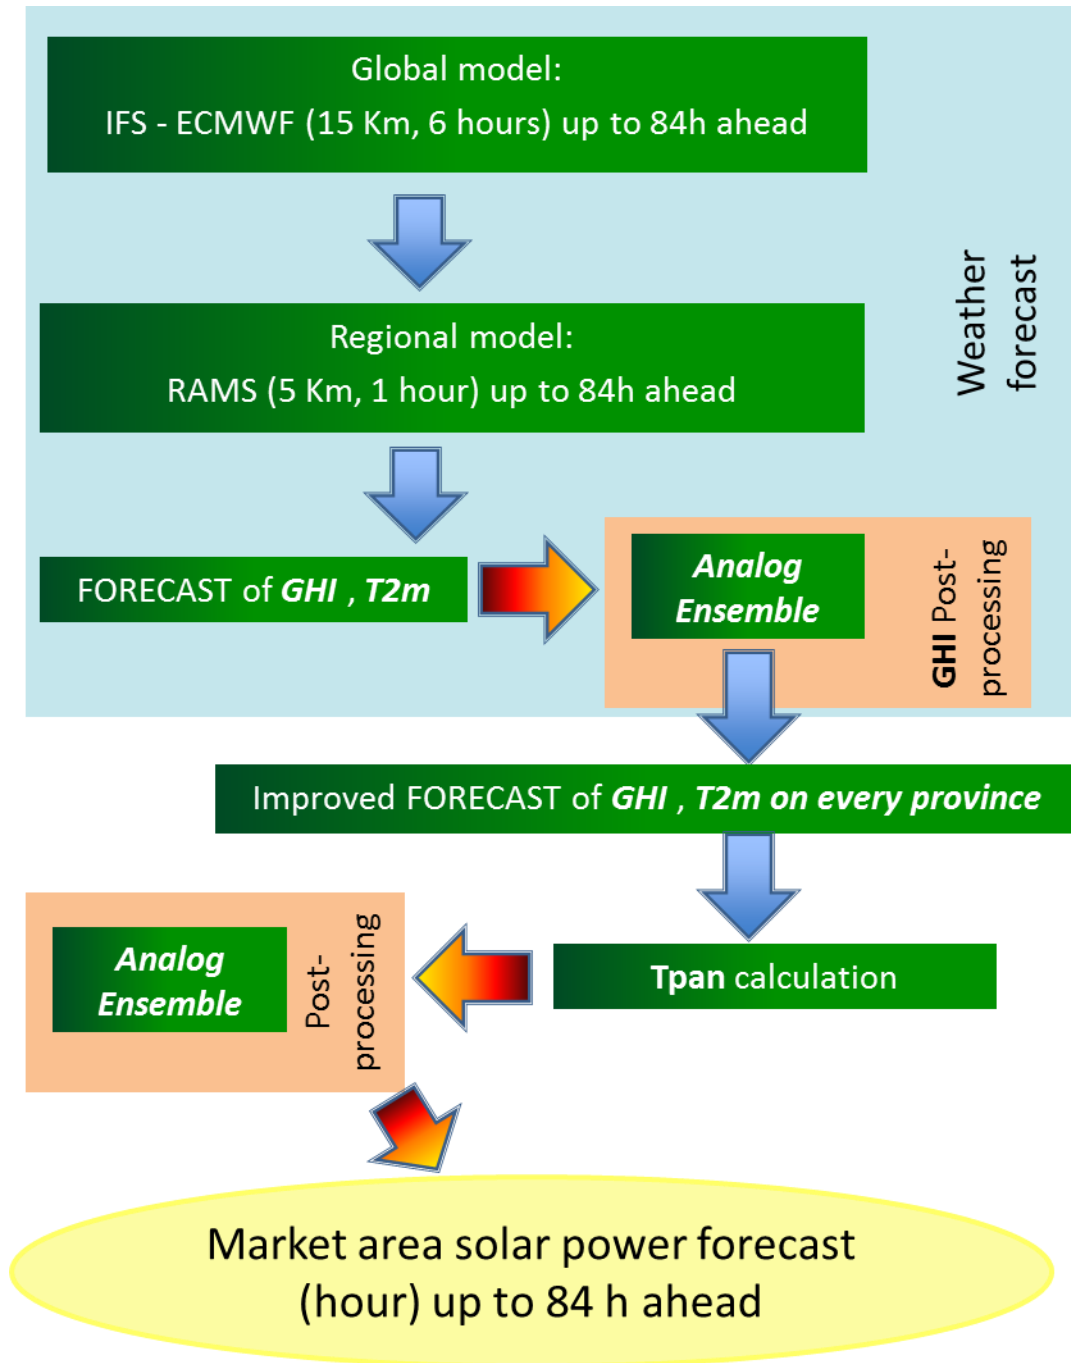 Global model:
IFS - ECMWF (15 Km, 6 hours) up to 84h ahead
Weather
forecast
Regional model:
RAMS (5 Km, 1 hour) up to 84h ahead
FORECAST of GHI , T2m
Analog
Ensemble
GHI Post-
processing
Improved FORECAST of GHI , T2m on every province
Tpan calculation
Analog
Ensemble
Post-
processing
Market area solar power forecast
(hour) up to 84 h ahead